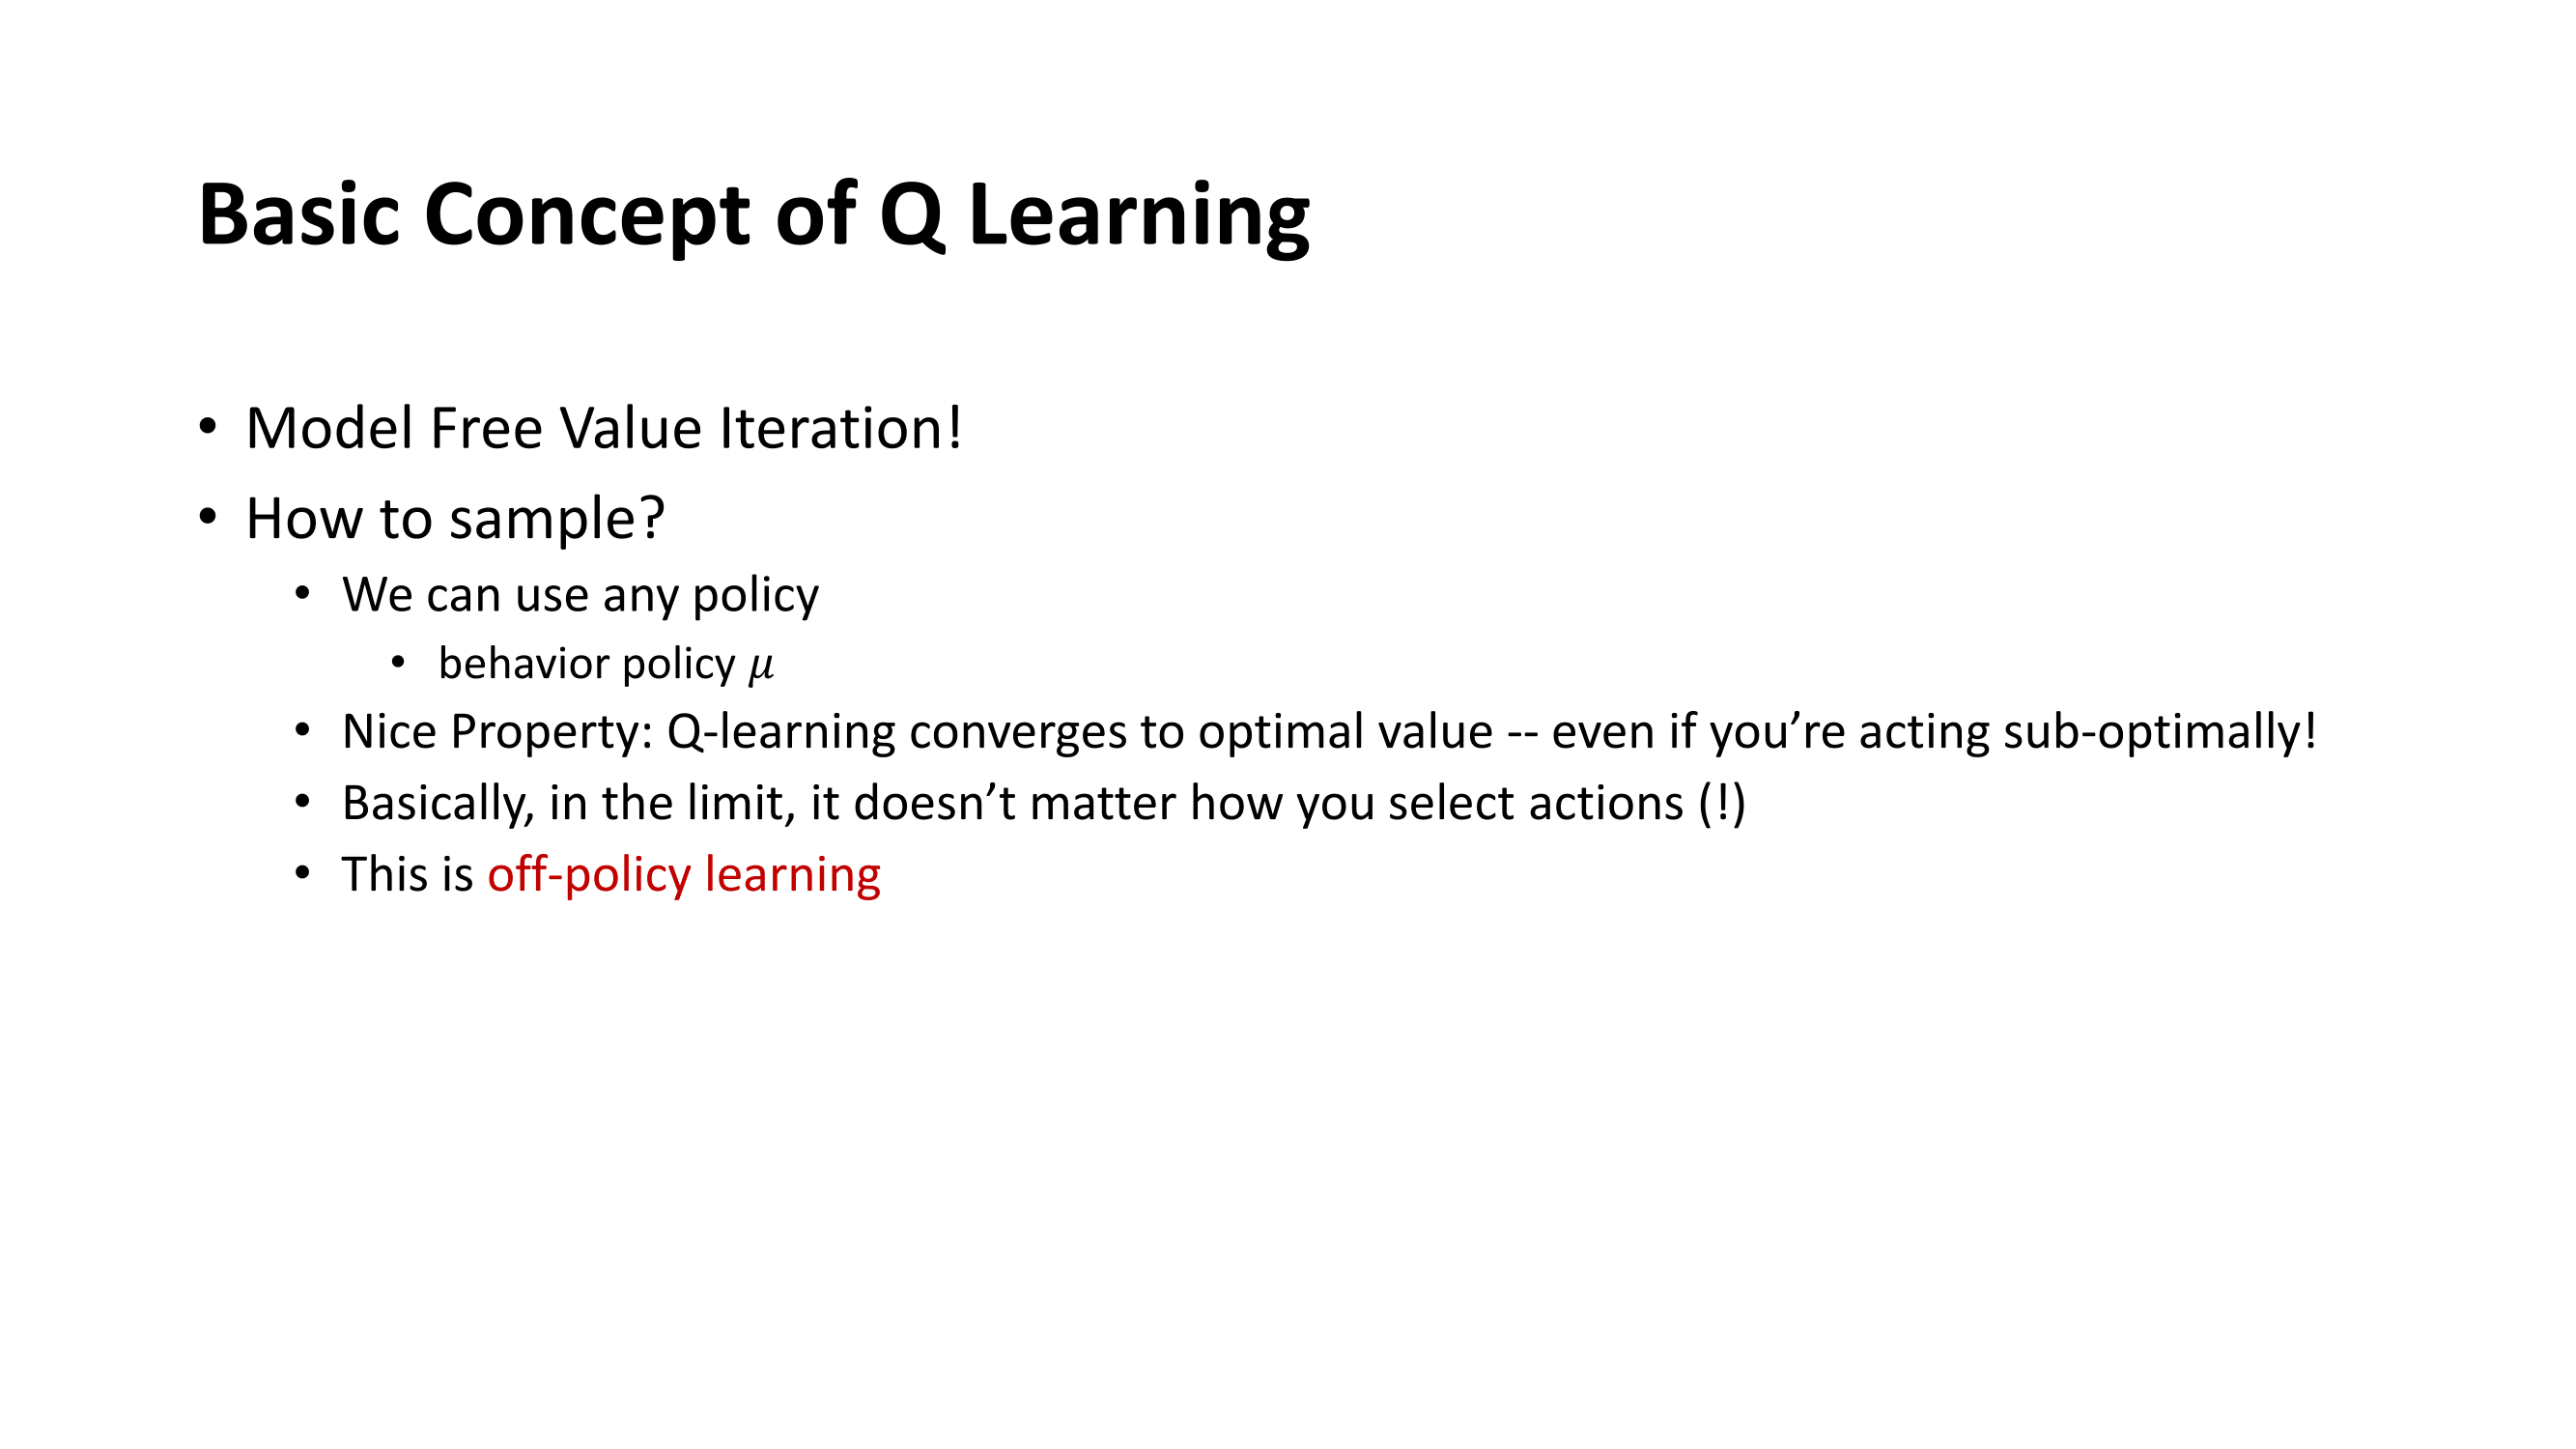 Basic Concept of Q Learning
• Model Free Value Iteration!
• How to sample?
• We can use any policy
• behavior policy 𝜇
• Nice Property: Q-learning converges to optimal value -- even if you’re acting sub-optimally!
• Basically, in the limit, it doesn’t matter how you select actions (!)
• This is off-policy learning